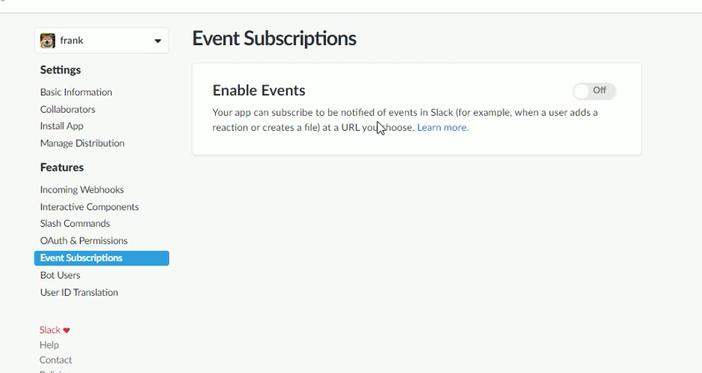 frank
Settings
Basic Information
Collaborators
Install App
Manage Distribution
Features
Incoming Webhooks
Interactive Components
Slash Commands
OAuth & Permissions
Event Subscriptions
Bot Users
User ID Translation
Slack ♥
Help
Contact
Event Subscriptions
Enable Events
Off
Your app can subscribe to be notified of events in Slack (for example, when a user adds a
reaction or creates a file) at a URL you choose. Learn more.